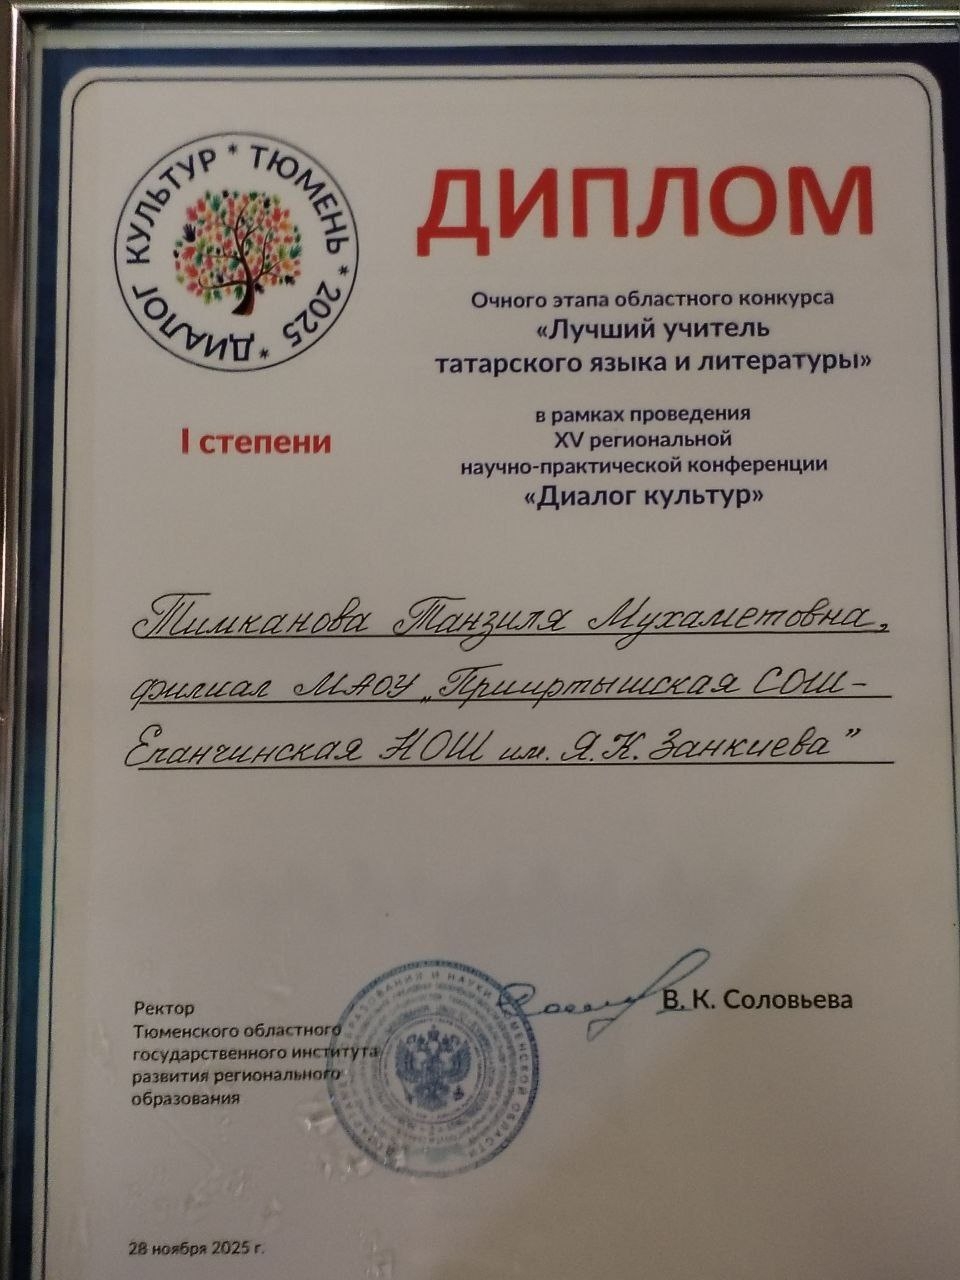 ДИАЛОГ КУЛЬТУР * ТЮМЕНЬ * 2025 *
ДИПЛОМ
Очного этапа областного конкурса
«Лучший учитель
татарского языка и литературы»
I степени
в рамках проведения
XV региональной
научно-практической конференции
«Диалог культур»
Тимканова Танзиля Мухаметовна,
филиал МАОУ „Прииртышская СОШ-
Епанчинская НОШ им. Я.К. Занкиева”
Ректор
Тюменского областного
государственного института
развития регионального
образования
В. К. Соловьева
28 ноября 2025 г.